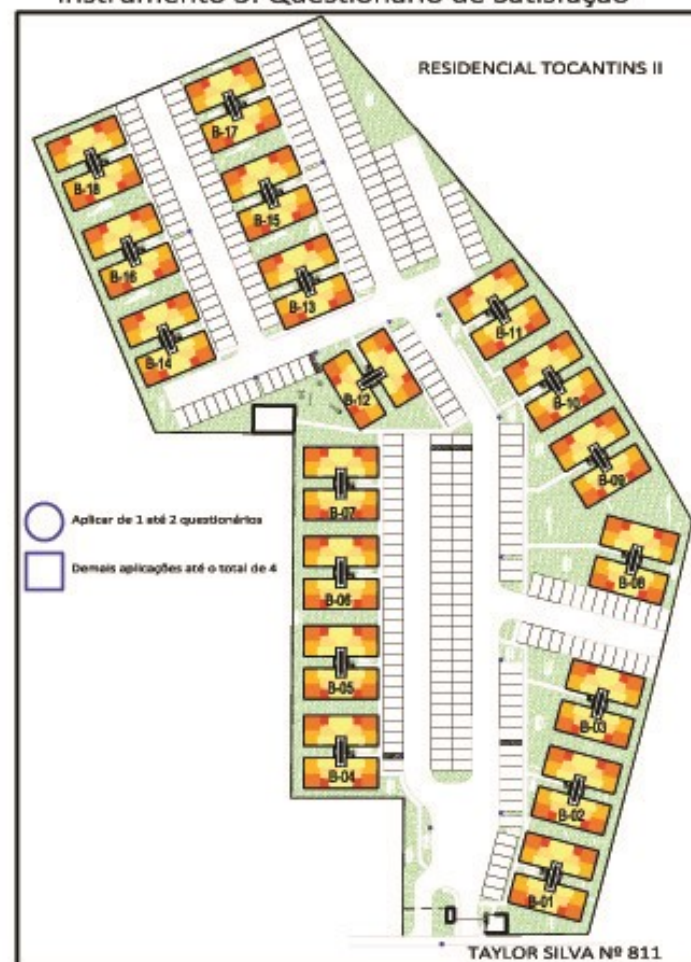 Instrumento 3: Questionário de Satisfação
RESIDENCIAL TOCANTINS II
B-17
B-18
B-15
B-16
B-13
B-11
B-14
B-12
B-10
B-09
B-07
Aplicar de 1 até 2 questionários
B-08
Demais aplicações até o total de 4
B-06
B-05
B-03
B-04
B-02
B-01
TAYLOR SILVA Nº 811